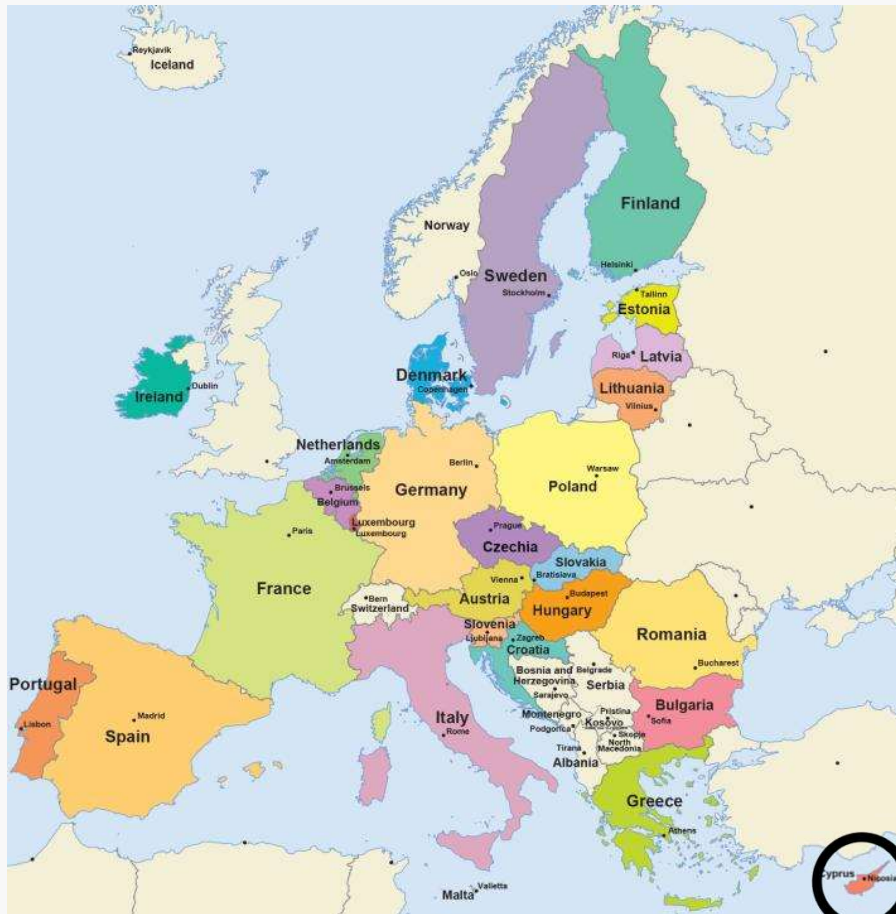 Reykjavik
Iceland
Norway
Oslo
Sweden
Stockholm
Finland
Helsinki
Tallinn
Estonia
Riga
Latvia
Lithuania
Vilnius
Denmark
Copenhagen
Dublin
Ireland
Netherlands
Amsterdam
Brussels
Belgium
Luxembourg
Luxembourg
Berlin
Germany
Warsaw
Poland
Prague
Czechia
Slovakia
Bratislava
Vienna
Austria
Budapest
Hungary
Paris
France
Bern
Switzerland
Slovenia
Ljubljana
Zagreb
Croatia
Romania
Bucharest
Bosnia and
Herzegovina
Sarajevo
Belgrade
Serbia
Montenegro
Podgorica
Pristina
Kosovo
Skopje
North
Macedonia
Sofia
Bulgaria
Tirana
Albania
Portugal
Lisbon
Madrid
Spain
Italy
Rome
Greece
Athens
Malta
Valletta
Cyprus
Nicosia